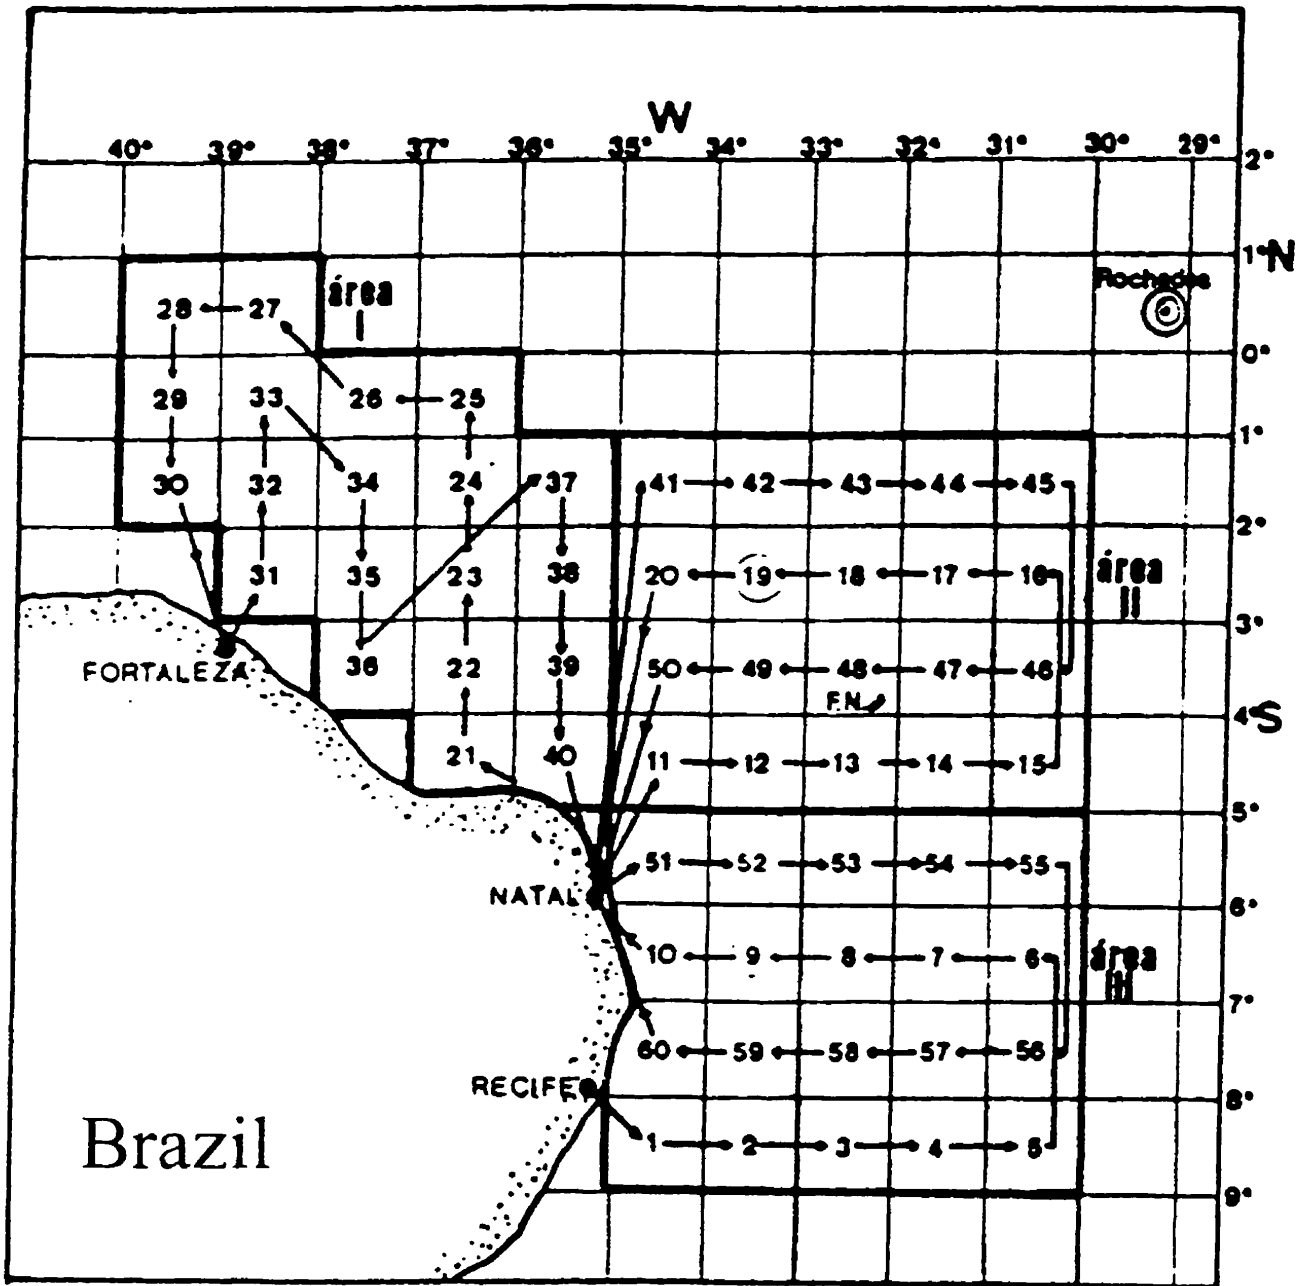 W
40° 39° 38° 37° 36° 35° 34° 33° 32° 31° 30° 29°
2°
1° N
Rochedos
área
I
28 27
0°
29 33 26 25
1°
30 32 34 24 37 41 42 43 44 45
2°
31 35 23 38 20 19 18 17 16
área
II
3°
FORTALEZA
36 22 39 50 49 48 47 46
F.N.
4° S
21 40 11 12 13 14 15
5°
51 52 53 54 55
NATAL
6°
10 9 8 7 6
área
III
7°
60 59 58 57 56
RECIFE
8°
Brazil
1 2 3 4 5
9°